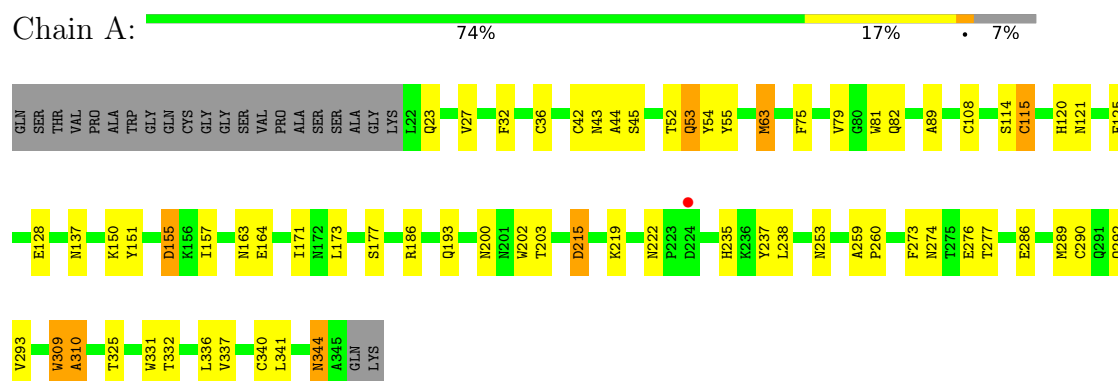 Chain A:
74% 17% • 7%
GLN SER THR VAL PRO ALA TRP GLY GLN CYS GLY GLY SER VAL PRO ALA SER SER ALA GLY LYS L22 Q23 V27 F32 C36 C42 N43 A44 S45 T52 Q53 Y54 Y55 M63 F75 V79 G80 W81 Q82 A89 C108 S114 C115 H120 N121
E128 N137 K150 Y151 D155 K156 I157 N163 E164 I171 N172 L173 S177 R186 Q193 N200 N201 W202 T203 D215 K219 N222 P223 D224 H235 K236 Y237 L238 N253 A259 P260 F273 N274 T275 E276 T277 E286 M289 C290 Q291
V293 W309 A310 T325 W331 T332 L336 V337 C340 L341 N344 A345 GLN LYS